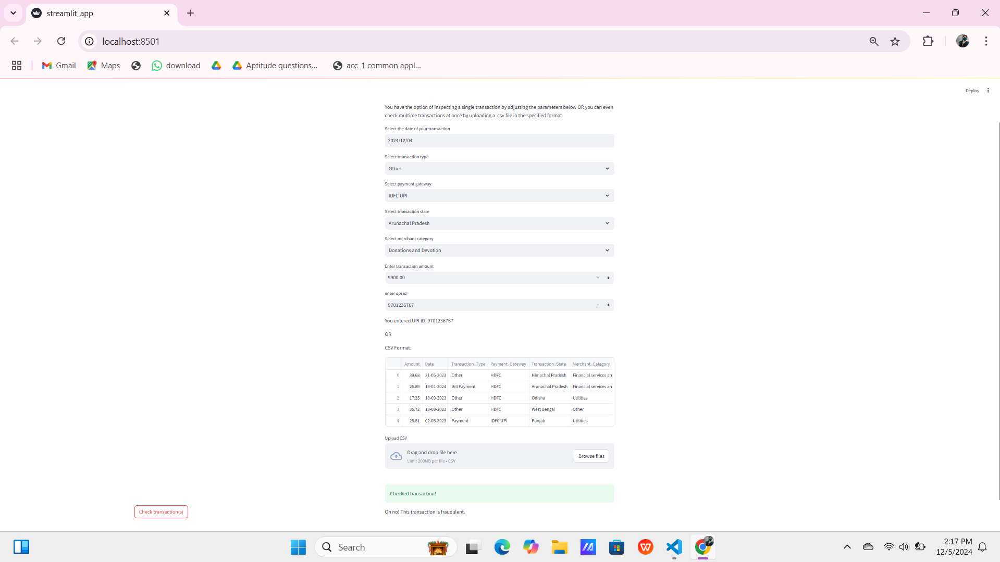 streamlit_app
localhost:8501
Gmail Maps download Aptitude questions... acc_1 common appl...
Deploy
You have the option of inspecting a single transaction by adjusting the parameters below OR you can even
check multiple transactions at once by uploading a .csv file in the specified format
Select the date of your transaction
2024/12/04
Select transaction type
Other
Select payment gateway
IDFC UPI
Select transaction state
Arunachal Pradesh
Select merchant category
Donations and Devotion
Enter transaction amount
9900.00
enter upi id
9701236767
You entered UPI ID: 9701236767
OR
CSV Format:
Amount Date Transaction_Type Payment_Gateway Transaction_State Merchant_Category
0 39.68 31-05-2023 Other HDFC Himachal Pradesh Financial services an
1 26.89 19-01-2024 Bill Payment HDFC Arunachal Pradesh Financial services an
2 17.25 18-09-2023 Other HDFC Odisha Utilities
3 35.72 18-08-2023 Other HDFC West Bengal Other
4 25.81 02-06-2023 Payment IDFC UPI Punjab Utilities
Upload CSV
Drag and drop file here
Limit 200MB per file • CSV
Browse files
Checked transaction!
Check transaction(s)
Oh no! This transaction is fraudulent.
Search
2:17 PM
12/5/2024